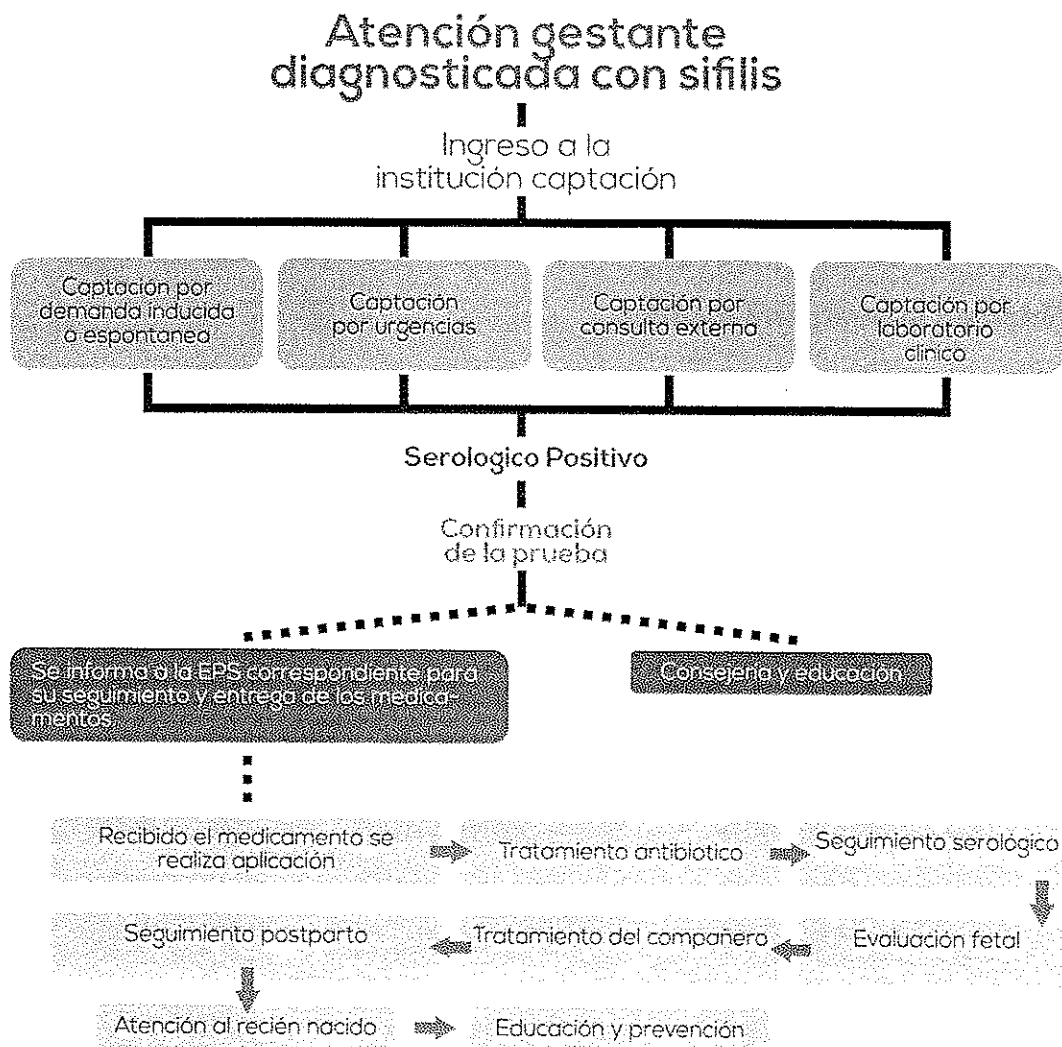 Atención gestante
diagnosticada con sifilis
Ingreso a la
institución captación
Captación por
demanda inducida
o espontanea
Captación
por urgencias
Captación por
consulta externa
Captación por
laboratorio
clínico
Serologico Positivo
Confirmación
de la prueba
Se informa a la EPS correspondiente para
su seguimiento y entrega de los medica-
mentos
Consejeria y educación
Recibido el medicamento se
realiza aplicación
Tratamiento antibiótico
Seguimiento serológico
Evaluación fetal
Tratamiento del compañero
Seguimiento postparto
Atención al recién nacido
Educación y prevención